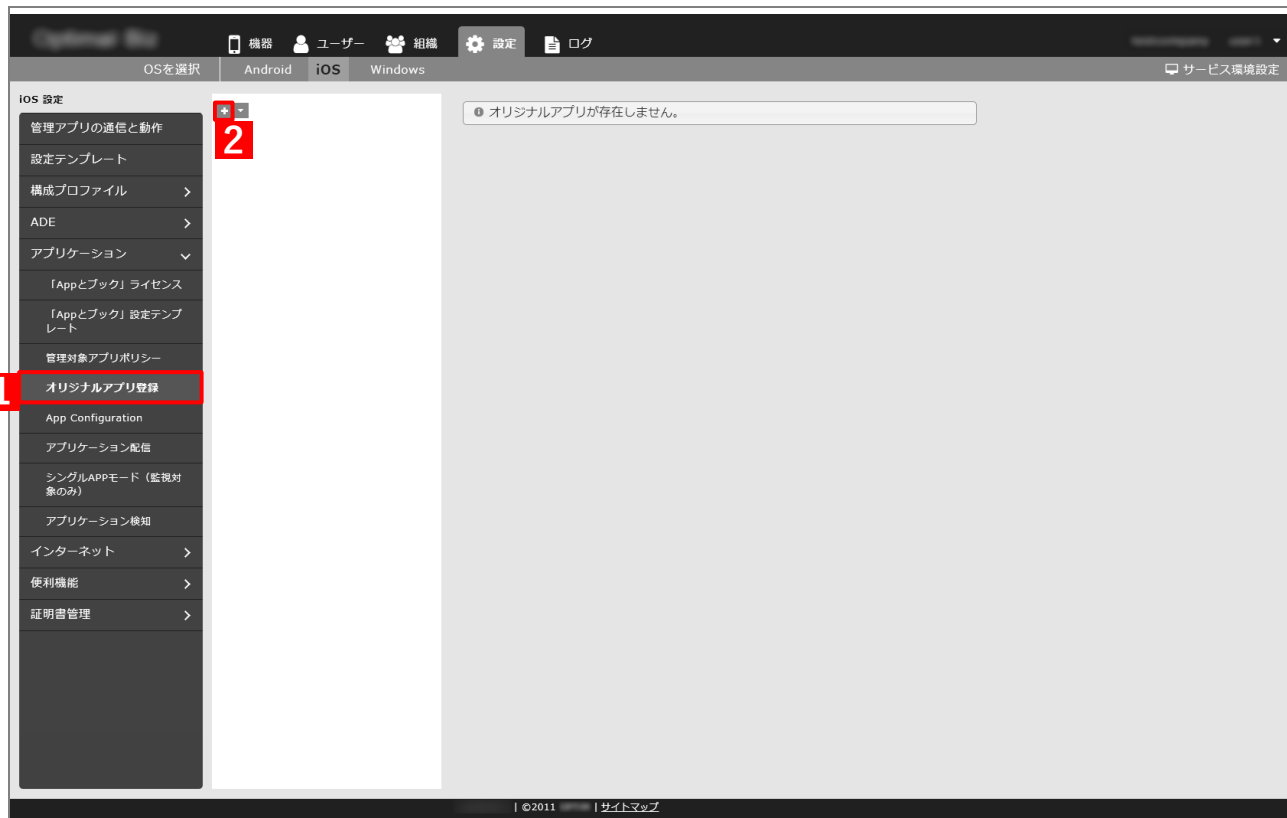 機器 ユーザー 組織 設定 ログ
OSを選択 Android iOS Windows サービス環境設定
iOS 設定
管理アプリの通信と動作
設定テンプレート
構成プロファイル
ADE
アプリケーション
「Appとブック」ライセンス
「Appとブック」設定テンプ
レート
管理対象アプリポリシー
オリジナルアプリ登録
App Configuration
アプリケーション配信
シングルAPPモード（監視対
象のみ）
アプリケーション検知
インターネット
便利機能
証明書管理
1
2
オリジナルアプリが存在しません。
| ©2011 | サイトマップ